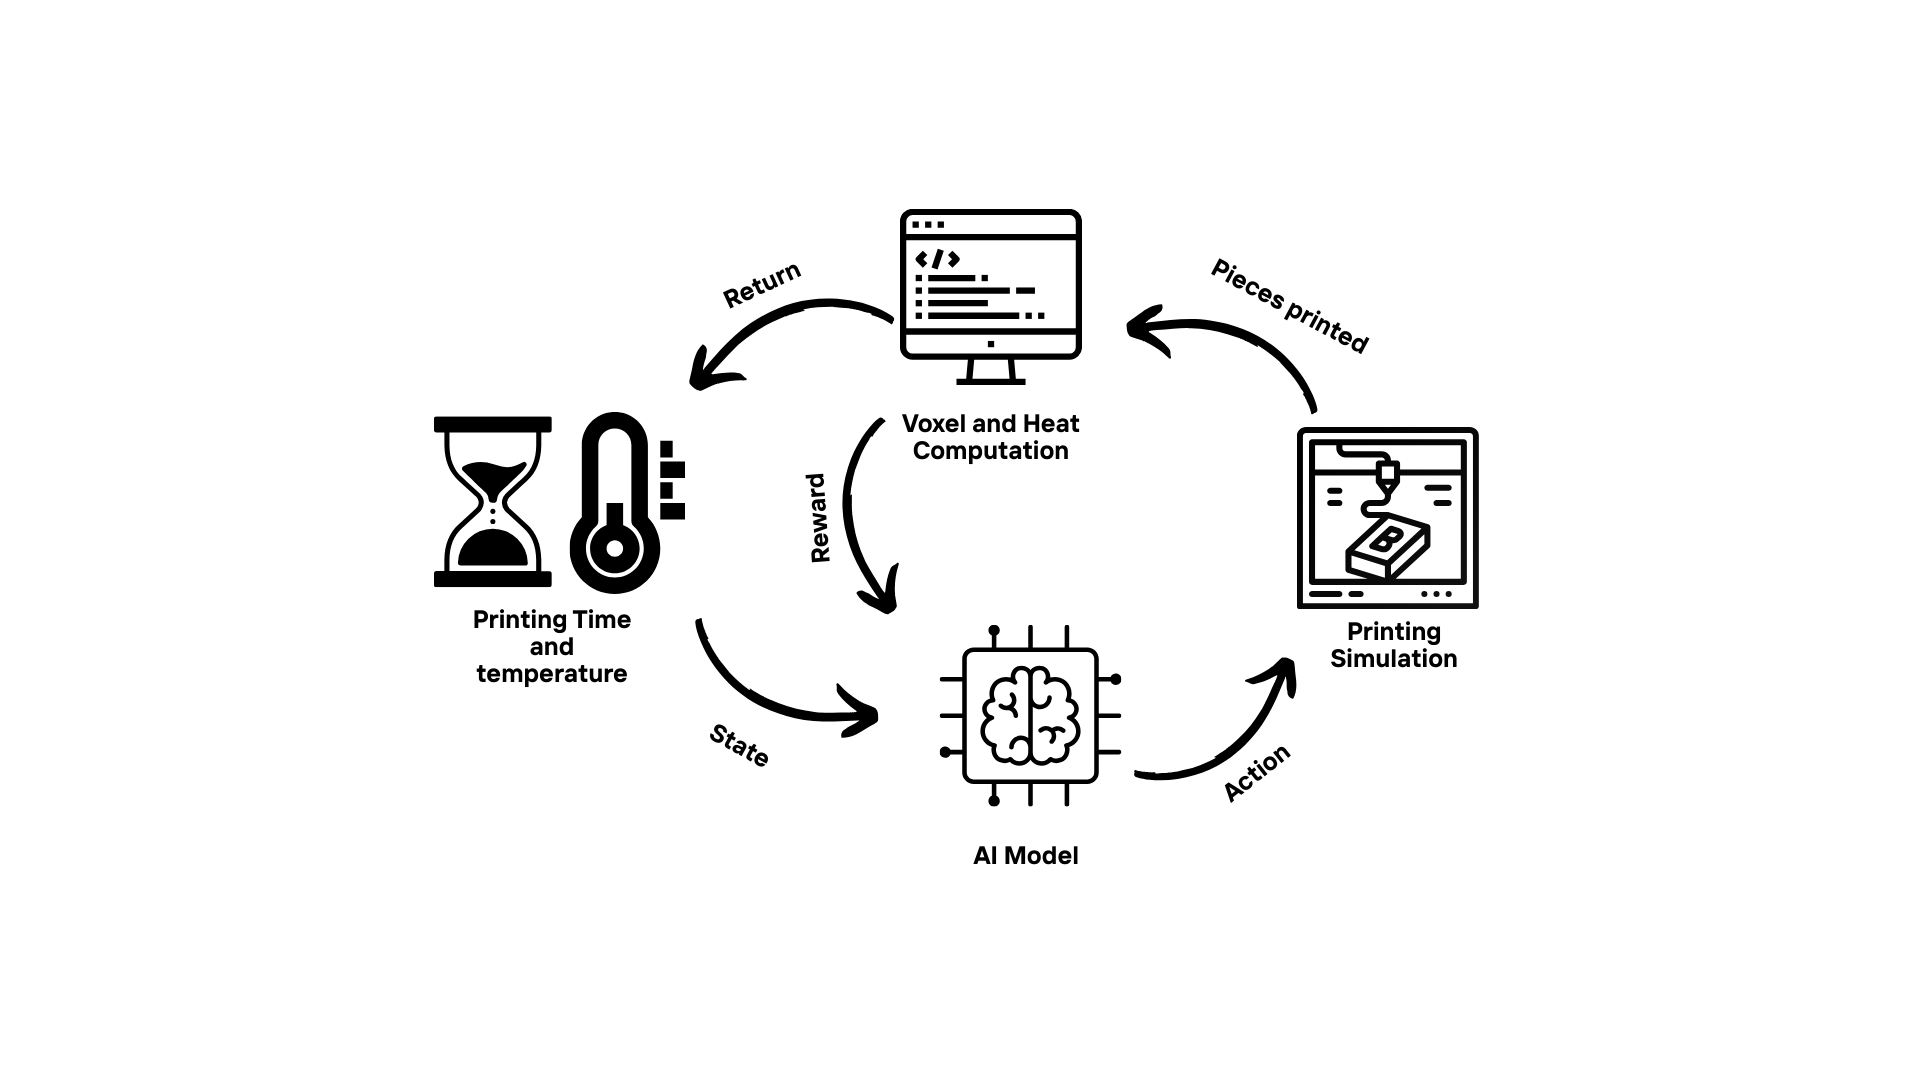 Return
Pieces printed
</>
Voxel and Heat
Computation
Reward
B
Printing Time
and
temperature
Printing
Simulation
State
Action
AI Model